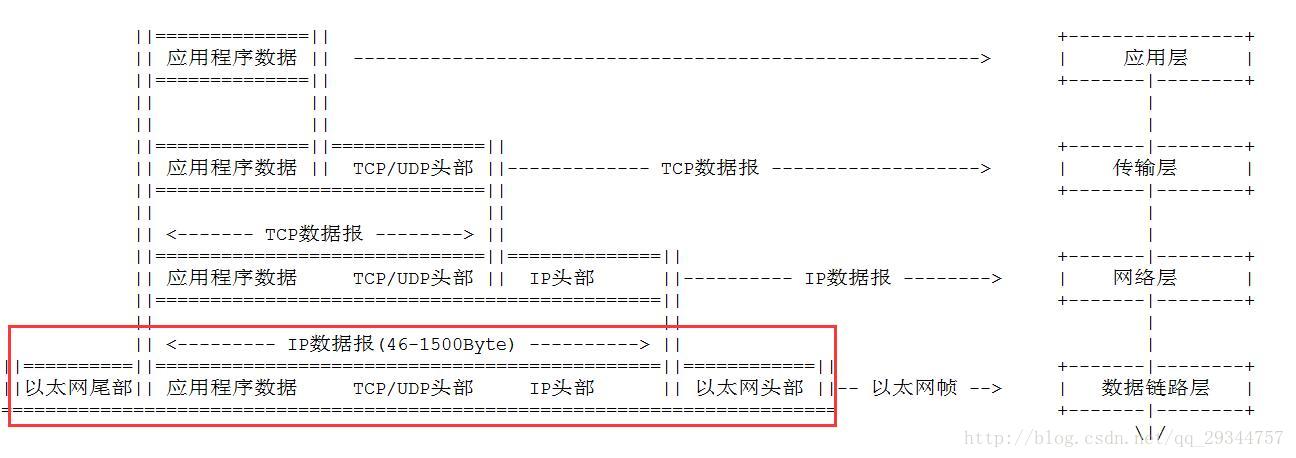 应用程序数据 应用层
应用程序数据 TCP/UDP头部 TCP数据报 传输层
TCP数据报
应用程序数据 TCP/UDP头部 IP头部 IP数据报 网络层
IP数据报(46-1500Byte)
以太网尾部 应用程序数据 TCP/UDP头部 IP头部 以太网头部 以太网帧 数据链路层
http://blog.csdn.net/qq_29344757